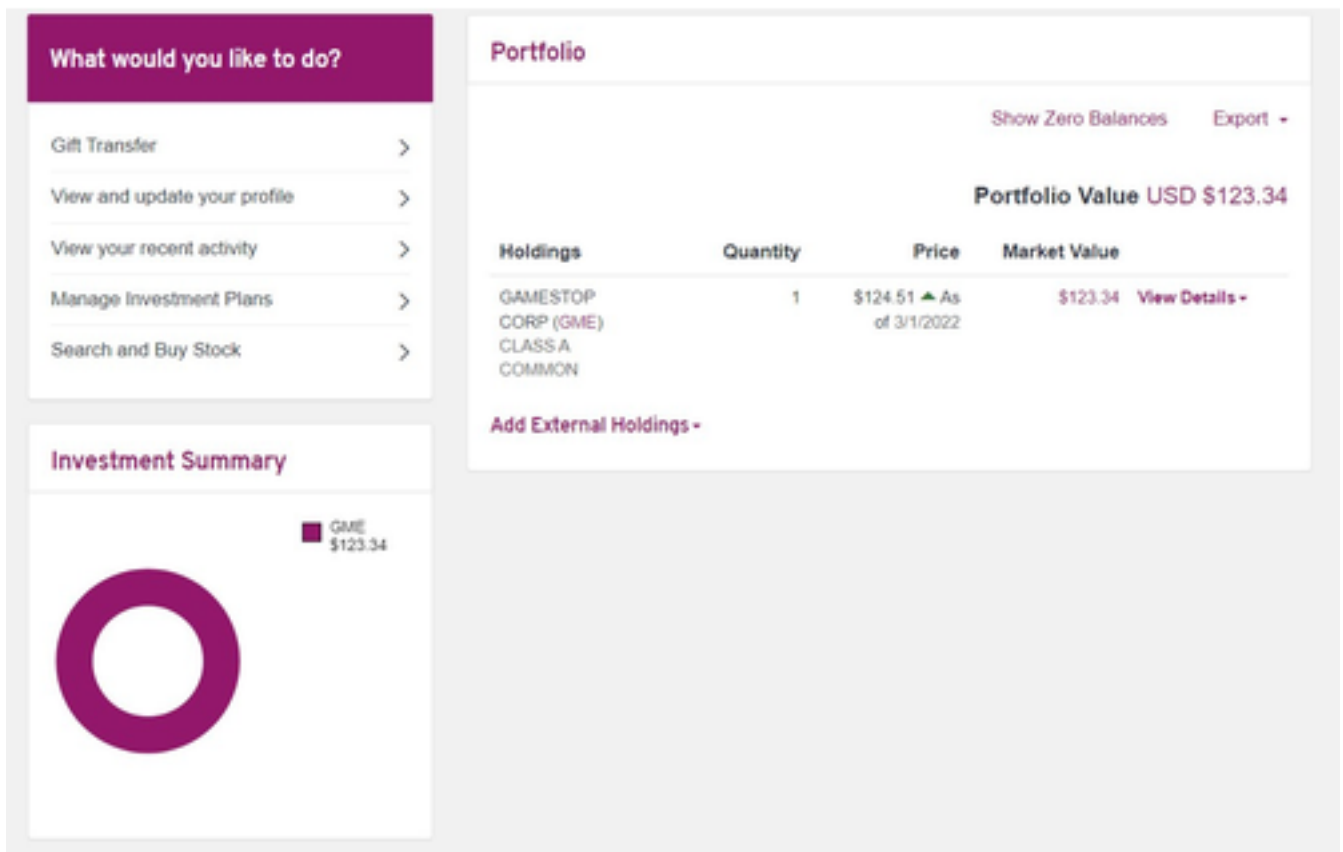 What would you like to do?
Gift Transfer
View and update your profile
View your recent activity
Manage Investment Plans
Search and Buy Stock
Investment Summary
GME
$123.34
Portfolio
Show Zero Balances Export
Portfolio Value USD $123.34
Holdings Quantity Price Market Value
GAMESTOP 1 $124.51 ▲ As $123.34 View Details
CORP (GME) of 3/1/2022
CLASS A
COMMON
Add External Holdings